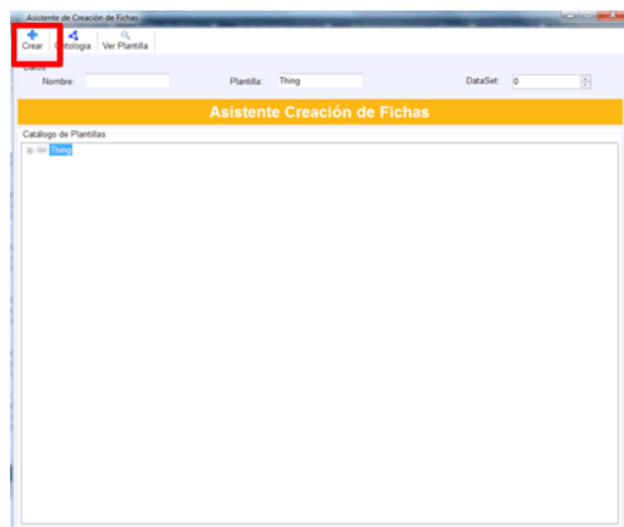 Asistente de Creación de Fichas
Crear Ontologia Ver Plantilla
Datos
Nombre: Plantilla: Thing DataSet: 0
Asistente Creación de Fichas
Catálogo de Plantillas
Thing